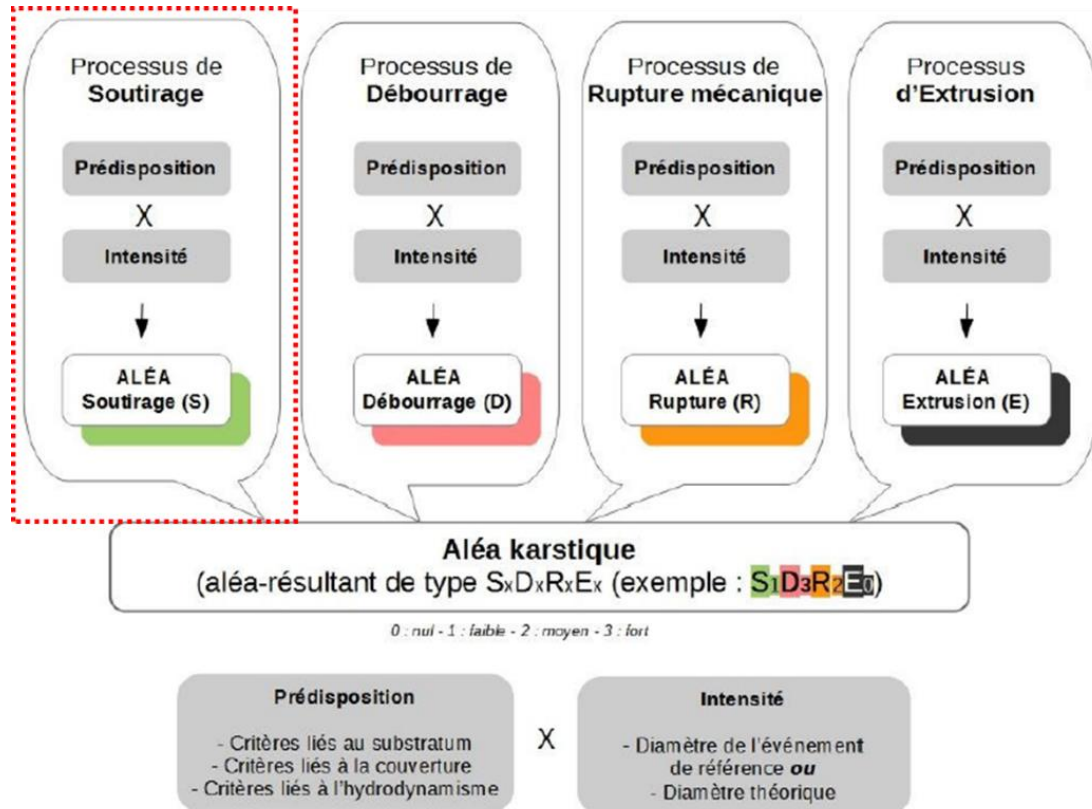 Processus de
Soutirage
Prédisposition
X
Intensité
ALÉA
Soutirage (S)
Processus de
Débourrage
Prédisposition
X
Intensité
ALÉA
Débourrage (D)
Processus de
Rupture mécanique
Prédisposition
X
Intensité
ALÉA
Rupture (R)
Processus
d'Extrusion
Prédisposition
X
Intensité
ALÉA
Extrusion (E)
Aléa karstique
(aléa-résultant de type SxDxRxEx (exemple : S1D3R2E0)
0 : nul - 1 : faible - 2 : moyen - 3 : fort
Prédisposition
- Critères liés au substratum
- Critères liés à la couverture
- Critères liés à l'hydrodynamisme
X
Intensité
- Diamètre de l'événement
de référence ou
- Diamètre théorique